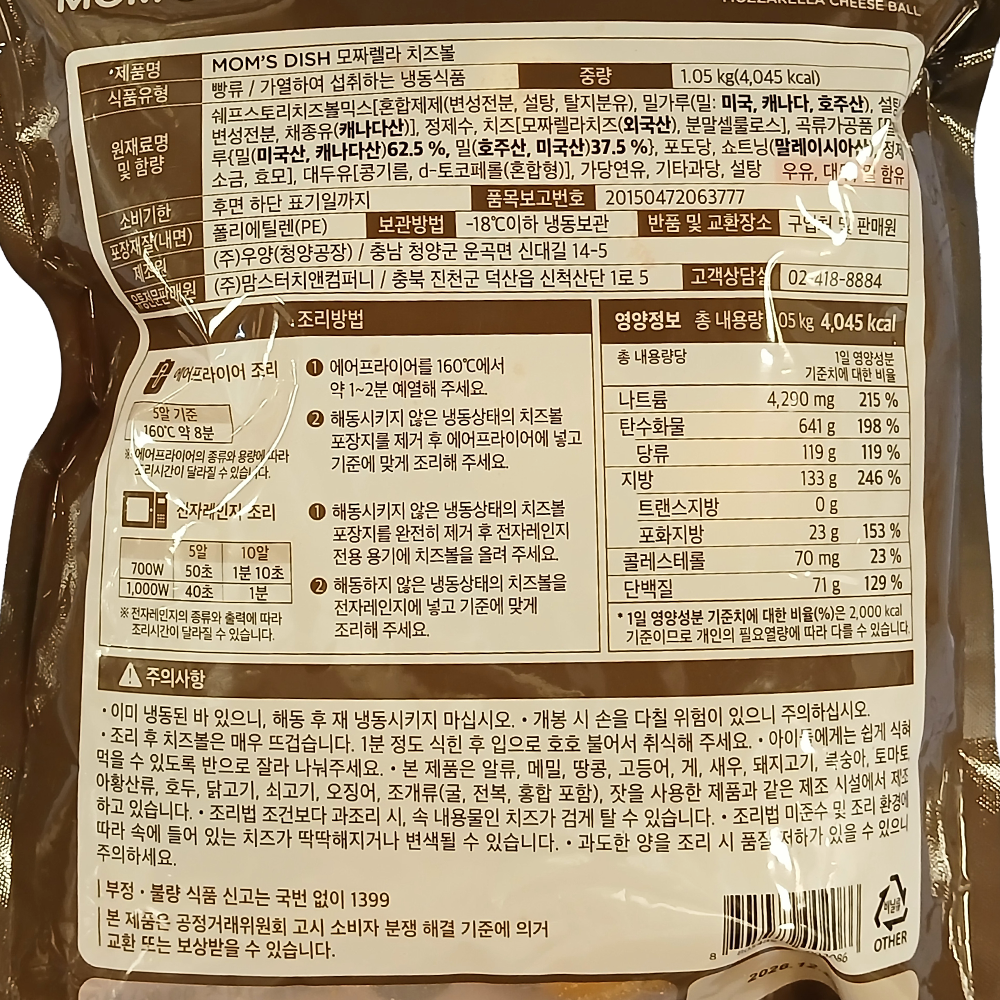 MOZZARELLA CHEESE BALL
•제품명 MOM'S DISH 모짜렐라 치즈볼
식품유형 빵류 / 가열하여 섭취하는 냉동식품 중량 1.05 kg(4,045 kcal)
원재료명 및 함량
쉐프스토리치즈볼믹스[혼합제제(변성전분, 설탕, 탈지분유), 밀가루(밀: 미국, 캐나다, 호주산), 설탕
변성전분, 채종유(캐나다산)], 정제수, 치즈[모짜렐라치즈(외국산), 분말셀룰로스], 곡류가공품
루{밀(미국산, 캐나다산)62.5 %, 밀(호주산, 미국산)37.5 %}, 포도당, 쇼트닝(말레이시아산) 정제
소금, 효모], 대두유[콩기름, d-토코페롤(혼합형)], 가당연유, 기타과당, 설탕 우유, 대두, 밀 함유
소비기한 후면 하단 표기일까지 품목보고번호 20150472063777
포장재질(내면) 폴리에틸렌(PE) 보관방법 -18℃이하 냉동보관 반품 및 교환장소 구입처 및 판매원
제조원 (주)우양(청양공장) / 충남 청양군 운곡면 신대길 14-5
유통전문판매원 (주)맘스터치앤컴퍼니 / 충북 진천군 덕산읍 신척산단 1로 5 고객상담실 02-418-8884
조리방법
에어프라이어 조리
5알 기준
160℃ 약 8분
※에어프라이어의 종류와 용량에 따라
조리시간이 달라질 수 있습니다.
1 에어프라이어를 160℃에서
약 1~2분 예열해 주세요.
2 해동시키지 않은 냉동상태의 치즈볼
포장지를 제거 후 에어프라이어에 넣고
기준에 맞게 조리해 주세요.
전자레인지 조리
5알 10알
700W 50초 1분 10초
1,000W 40초 1분
※ 전자레인지의 종류와 출력에 따라
조리시간이 달라질 수 있습니다.
1 해동시키지 않은 냉동상태의 치즈볼
포장지를 완전히 제거 후 전자레인지
전용 용기에 치즈볼을 올려 주세요.
2 해동하지 않은 냉동상태의 치즈볼을
전자레인지에 넣고 기준에 맞게
조리해 주세요.
영양정보 총 내용량 1.05 kg 4,045 kcal
총 내용량당 1일 영양성분
기준치에 대한 비율
나트륨 4,290 mg 215 %
탄수화물 641 g 198 %
당류 119 g 119 %
지방 133 g 246 %
트랜스지방 0 g
포화지방 23 g 153 %
콜레스테롤 70 mg 23 %
단백질 71 g 129 %
* 1일 영양성분 기준치에 대한 비율(%)은 2,000 kcal
기준이므로 개인의 필요열량에 따라 다를 수 있습니다.
주의사항
• 이미 냉동된 바 있으니, 해동 후 재 냉동시키지 마십시오. • 개봉 시 손을 다칠 위험이 있으니 주의하십시오.
• 조리 후 치즈볼은 매우 뜨겁습니다. 1분 정도 식힌 후 입으로 호호 불어서 취식해 주세요. • 아이들에게는 쉽게 식혀
먹을 수 있도록 반으로 잘라 나눠주세요. • 본 제품은 알류, 메밀, 땅콩, 고등어, 게, 새우, 돼지고기, 복숭아, 토마토,
아황산류, 호두, 닭고기, 쇠고기, 오징어, 조개류(굴, 전복, 홍합 포함), 잣을 사용한 제품과 같은 제조 시설에서 제조
하고 있습니다. • 조리법 조건보다 과조리 시, 속 내용물인 치즈가 검게 탈 수 있습니다. • 조리법 미준수 및 조리 환경에
따라 속에 들어 있는 치즈가 딱딱해지거나 변색될 수 있습니다. • 과도한 양을 조리 시 품질 저하가 있을 수 있으니
주의하세요.
부정 • 불량 식품 신고는 국번 없이 1399
본 제품은 공정거래위원회 고시 소비자 분쟁 해결 기준에 의거
교환 또는 보상받을 수 있습니다.
비닐류
OTHER
8
2026.12